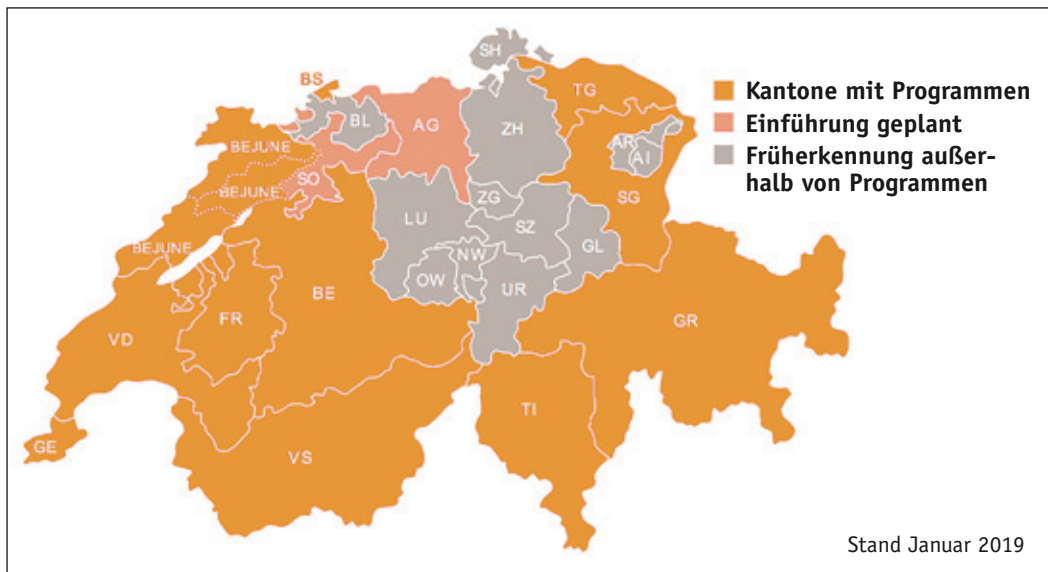 SH
BS
TG
Kantone mit Programmen
BL
AG
ZH
Einführung geplant
BEJUNE
AR
AI
Früherkennung außer-
halb von Programmen
BEJUNE
SO
ZG
SG
LU
SZ
BEJUNE
NW
GL
OW
UR
BE
FR
VD
GR
TI
GE
VS
Stand Januar 2019